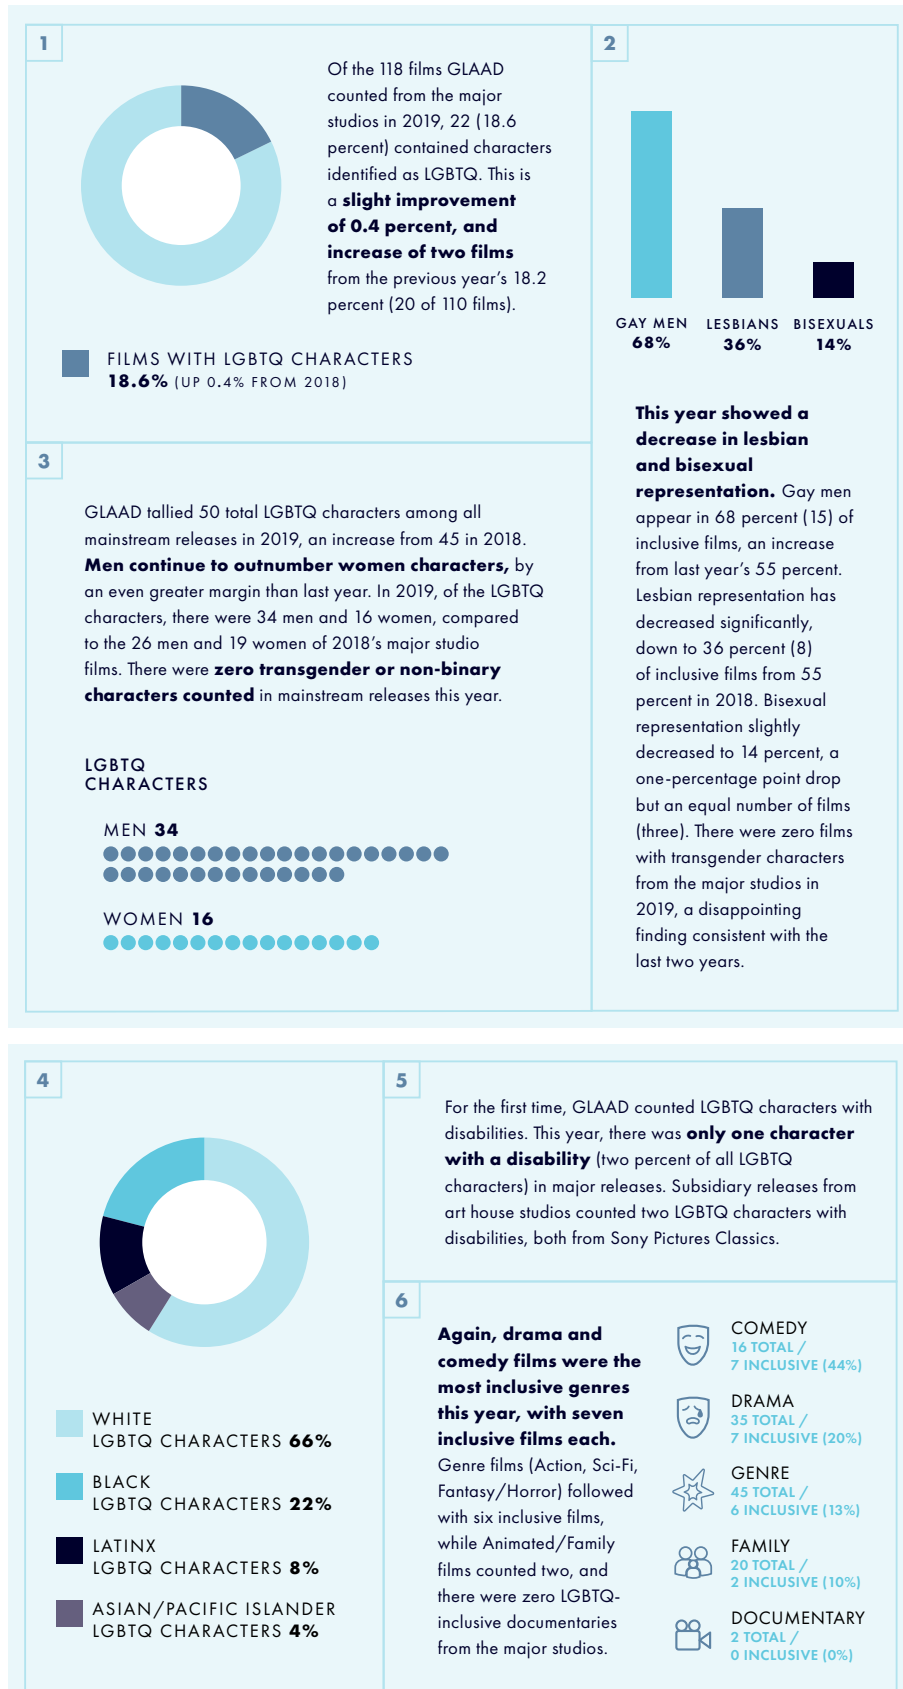 1
Of the 118 films GLAAD
counted from the major
studios in 2019, 22 (18.6
percent) contained characters
identified as LGBTQ. This is
a slight improvement
of 0.4 percent, and
increase of two films
from the previous year's 18.2
percent (20 of 110 films).
FILMS WITH LGBTQ CHARACTERS
18.6% (UP 0.4% FROM 2018)
2
GAY MEN
68%
LESBIANS
36%
BISEXUALS
14%
This year showed a
decrease in lesbian
and bisexual
representation. Gay men
appear in 68 percent (15) of
inclusive films, an increase
from last year's 55 percent.
Lesbian representation has
decreased significantly,
down to 36 percent (8)
of inclusive films from 55
percent in 2018. Bisexual
representation slightly
decreased to 14 percent, a
one-percentage point drop
but an equal number of films
(three). There were zero films
with transgender characters
from the major studios in
2019, a disappointing
finding consistent with the
last two years.
3
GLAAD tallied 50 total LGBTQ characters among all
mainstream releases in 2019, an increase from 45 in 2018.
Men continue to outnumber women characters, by
an even greater margin than last year. In 2019, of the LGBTQ
characters, there were 34 men and 16 women, compared
to the 26 men and 19 women of 2018's major studio
films. There were zero transgender or non-binary
characters counted in mainstream releases this year.
LGBTQ
CHARACTERS
MEN 34
WOMEN 16
4
WHITE
LGBTQ CHARACTERS 66%
BLACK
LGBTQ CHARACTERS 22%
LATINX
LGBTQ CHARACTERS 8%
ASIAN/PACIFIC ISLANDER
LGBTQ CHARACTERS 4%
5
For the first time, GLAAD counted LGBTQ characters with
disabilities. This year, there was only one character
with a disability (two percent of all LGBTQ
characters) in major releases. Subsidiary releases from
art house studios counted two LGBTQ characters with
disabilities, both from Sony Pictures Classics.
6
Again, drama and
comedy films were the
most inclusive genres
this year, with seven
inclusive films each.
Genre films (Action, Sci-Fi,
Fantasy/Horror) followed
with six inclusive films,
while Animated/Family
films counted two, and
there were zero LGBTQ-
inclusive documentaries
from the major studios.
COMEDY
16 TOTAL /
7 INCLUSIVE (44%)
DRAMA
35 TOTAL /
7 INCLUSIVE (20%)
GENRE
45 TOTAL /
6 INCLUSIVE (13%)
FAMILY
20 TOTAL /
2 INCLUSIVE (10%)
DOCUMENTARY
2 TOTAL /
0 INCLUSIVE (0%)